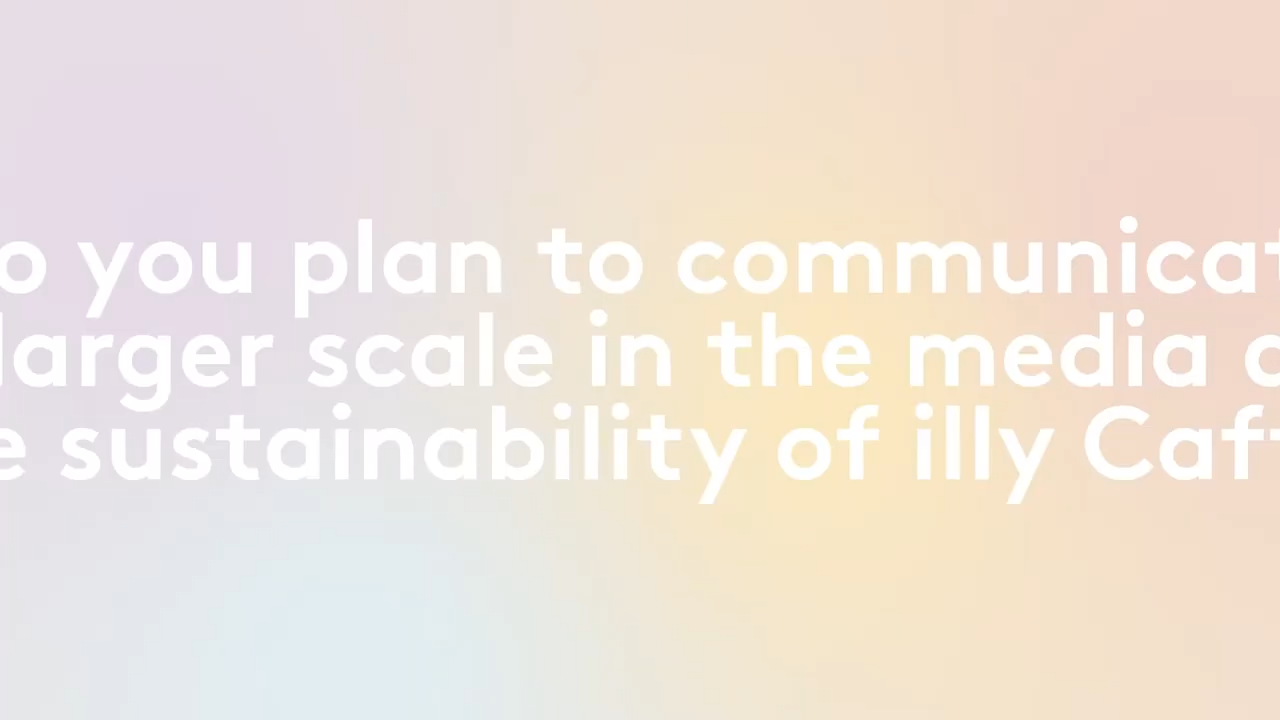 o you plan to communicat
larger scale in the media o
e sustainability of illy Caff